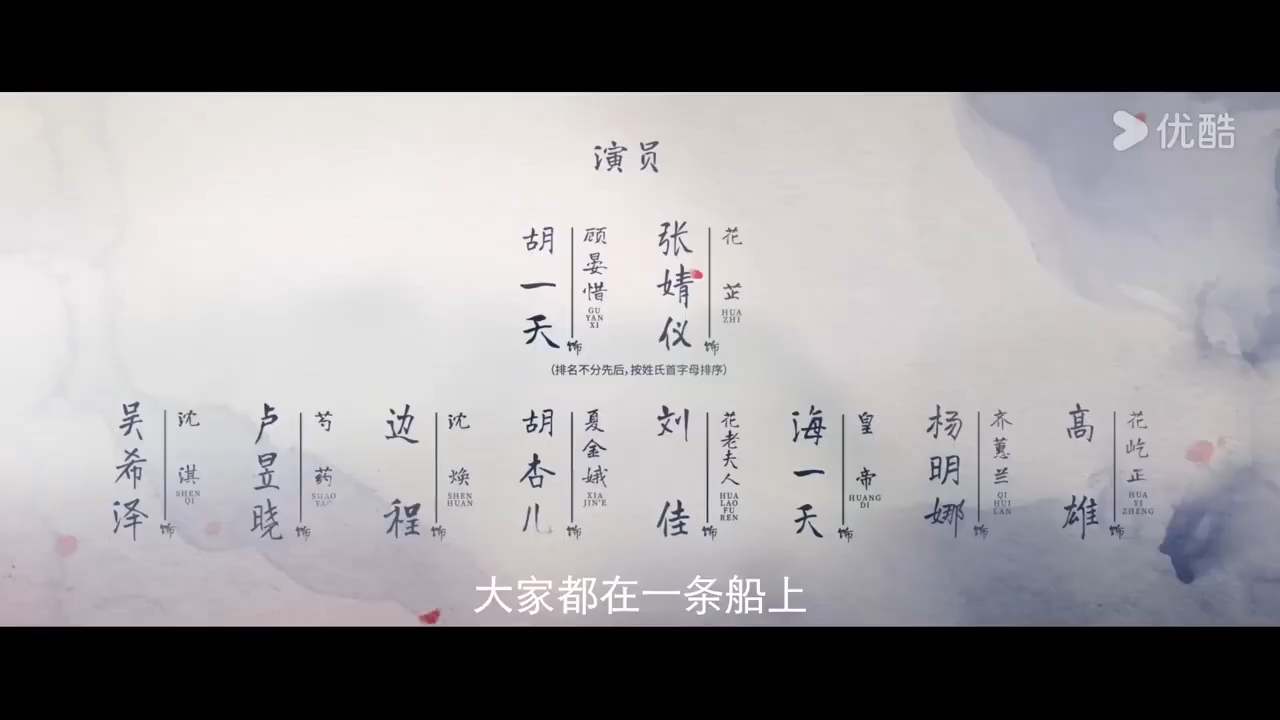 优酷
演员
胡一天 顾晏惜 GU YAN XI 饰
张婧仪 花芷 HUA ZHI 饰
(排名不分先后,按姓氏首字母排序)
吴希泽 沈淇 SHEN QI 饰
卢昱晓 芍药 SHAO YAO 饰
边程 沈焕 SHEN HUAN 饰
胡杏儿 夏金娥 XIA JIN'E 饰
刘佳 花老夫人 HUA LAO FU REN 饰
海一天 皇帝 HUANG DI 饰
杨明娜 齐蕙兰 QI HUI LAN 饰
高雄 花屹正 HUA YI ZHENG 饰
大家都在一条船上